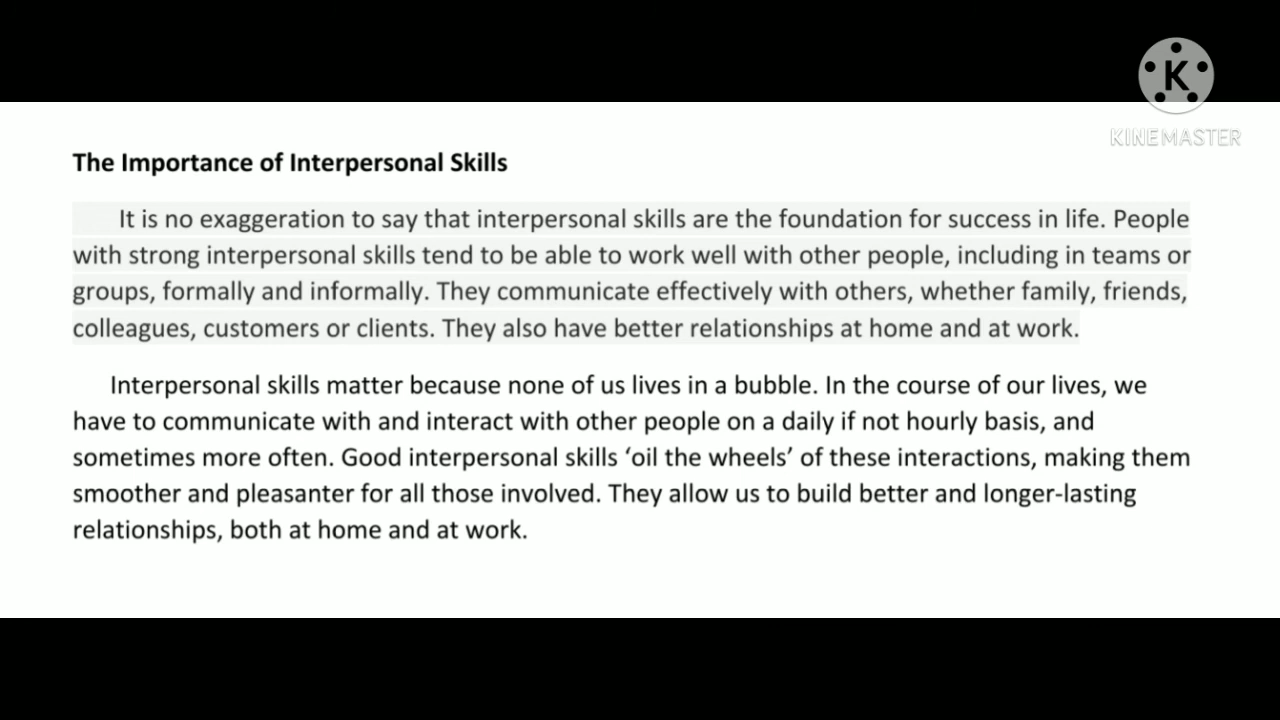 K
KINEMASTER
The Importance of Interpersonal Skills
It is no exaggeration to say that interpersonal skills are the foundation for success in life. People
with strong interpersonal skills tend to be able to work well with other people, including in teams or
groups, formally and informally. They communicate effectively with others, whether family, friends,
colleagues, customers or clients. They also have better relationships at home and at work.
Interpersonal skills matter because none of us lives in a bubble. In the course of our lives, we
have to communicate with and interact with other people on a daily if not hourly basis, and
sometimes more often. Good interpersonal skills ‘oil the wheels’ of these interactions, making them
smoother and pleasanter for all those involved. They allow us to build better and longer-lasting
relationships, both at home and at work.